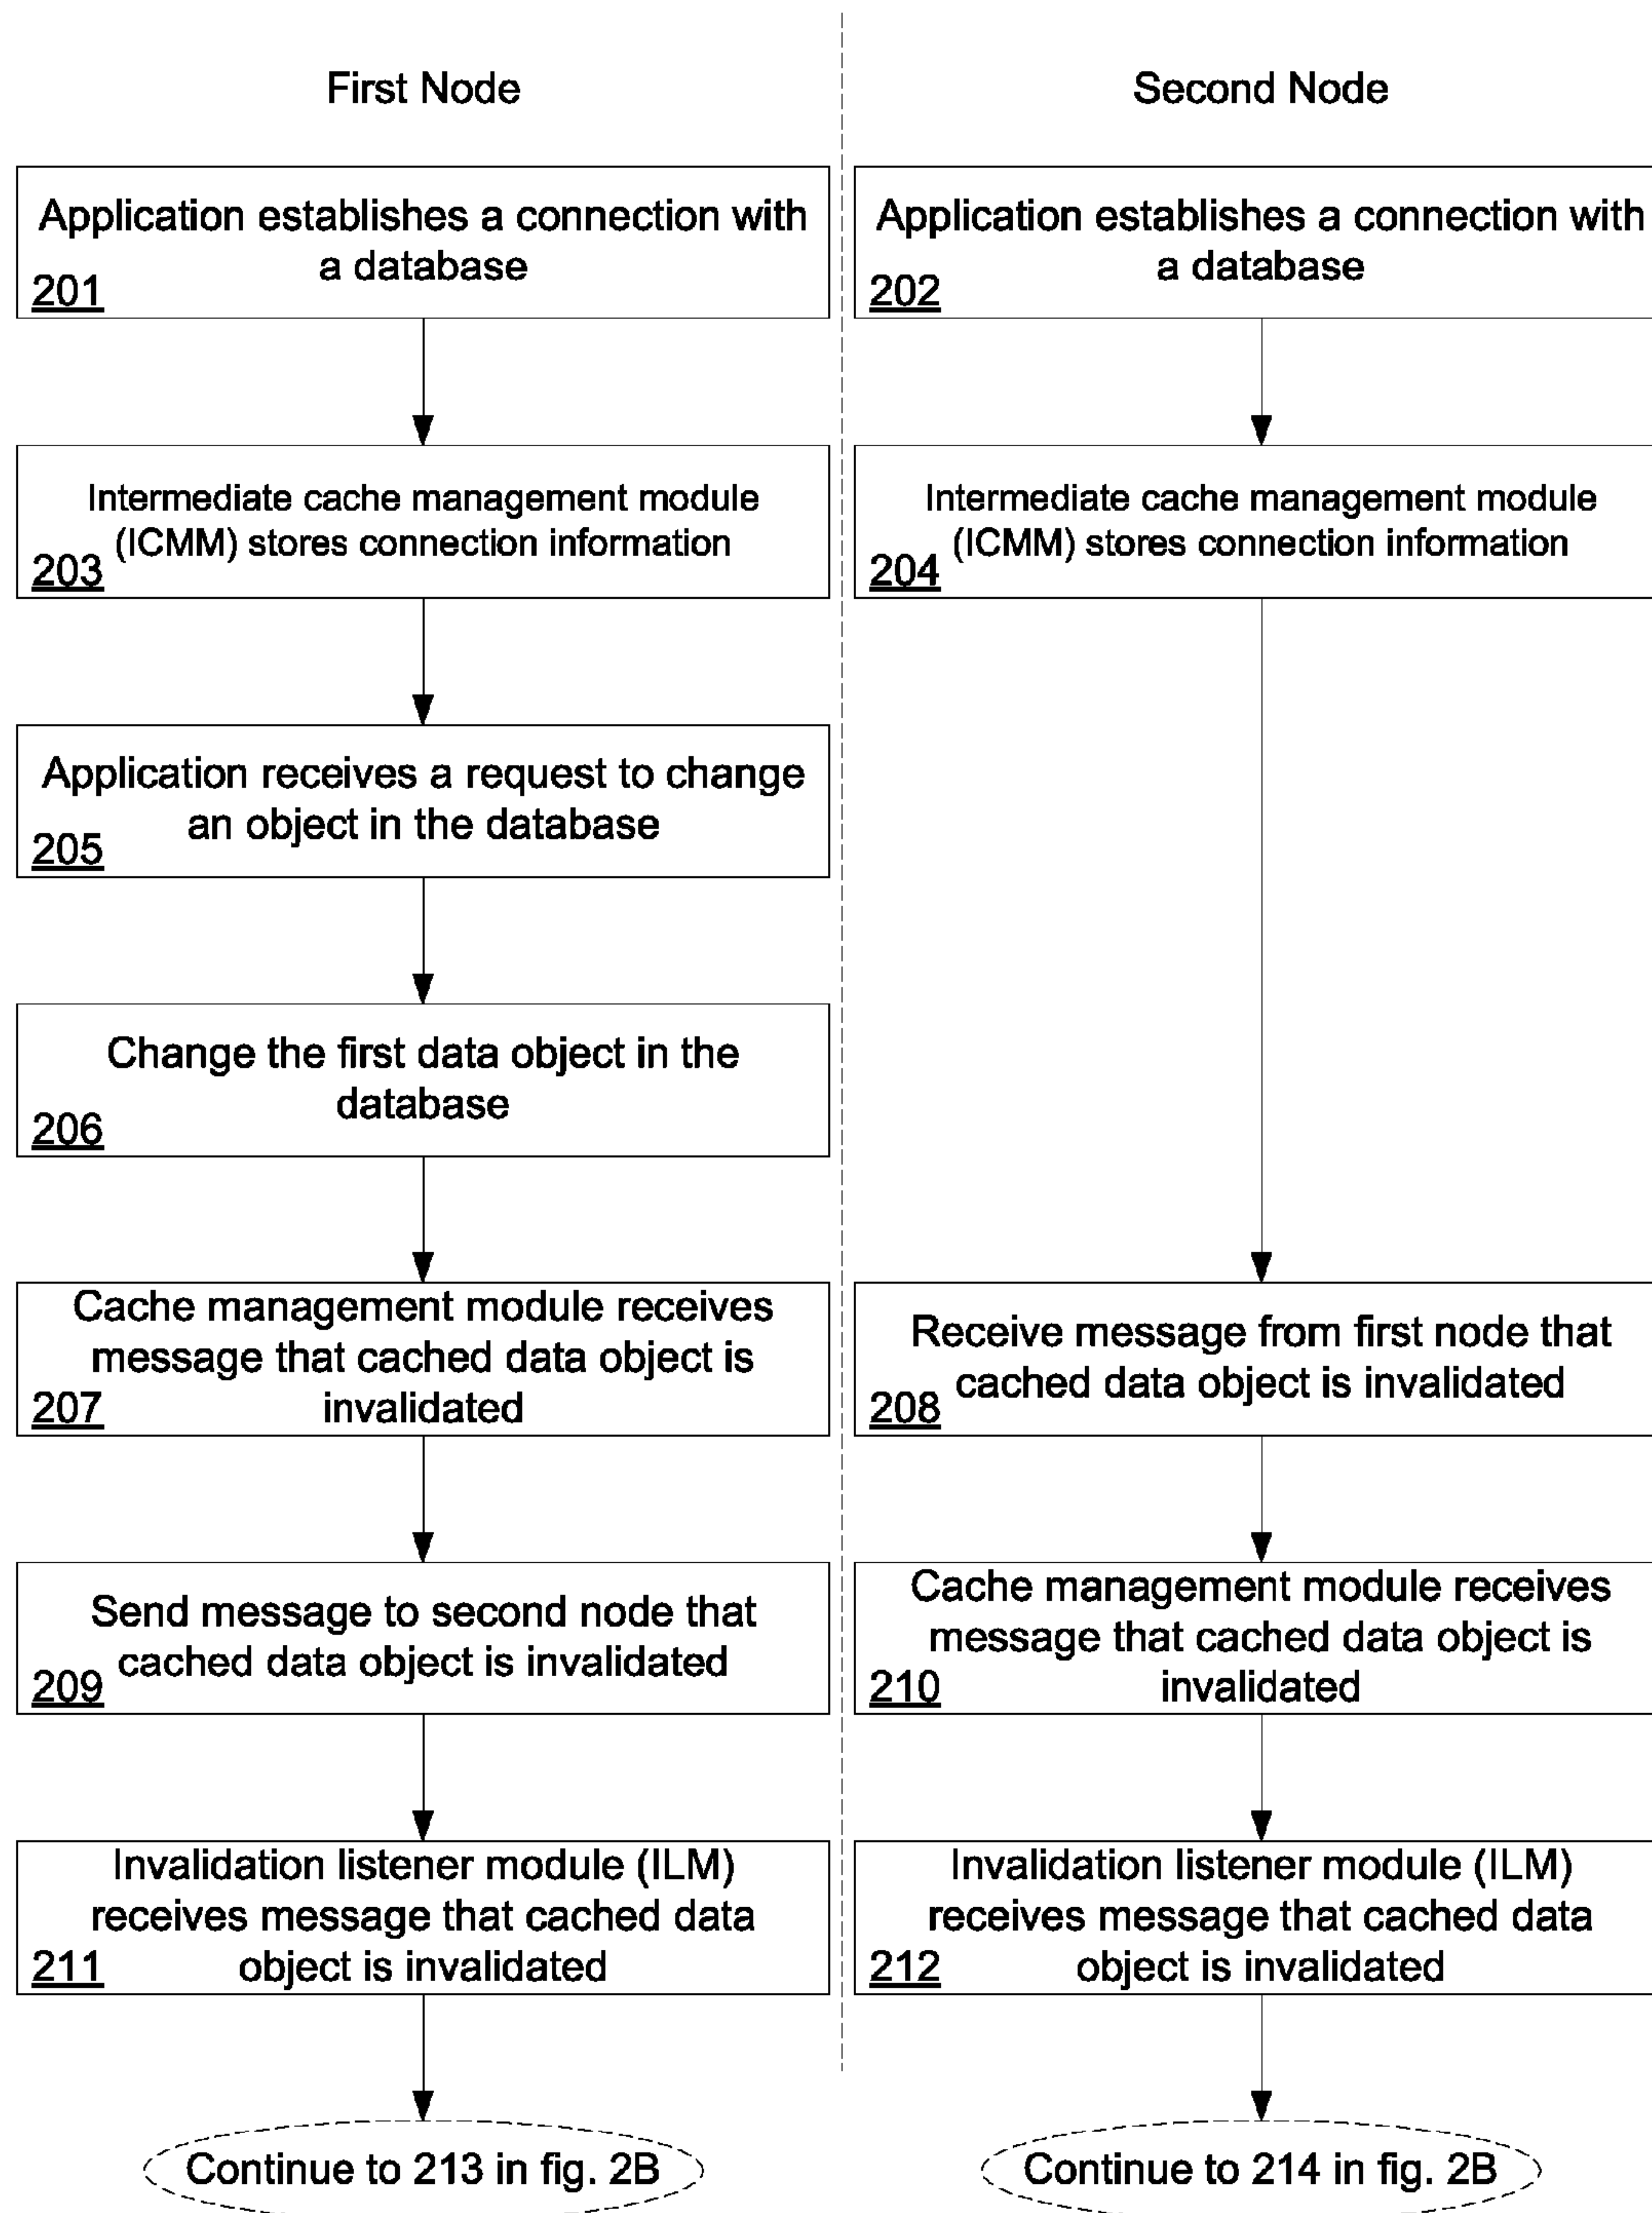 First Node
Second Node
Application establishes a connection with
a database
201
Application establishes a connection with
a database
202
Intermediate cache management module
(ICMM) stores connection information
203
Intermediate cache management module
(ICMM) stores connection information
204
Application receives a request to change
an object in the database
205
Change the first data object in the
database
206
Cache management module receives
message that cached data object is
invalidated
207
Receive message from first node that
cached data object is invalidated
208
Send message to second node that
cached data object is invalidated
209
Cache management module receives
message that cached data object is
invalidated
210
Invalidation listener module (ILM)
receives message that cached data
object is invalidated
211
Invalidation listener module (ILM)
receives message that cached data
object is invalidated
212
Continue to 213 in fig. 2B
Continue to 214 in fig. 2B